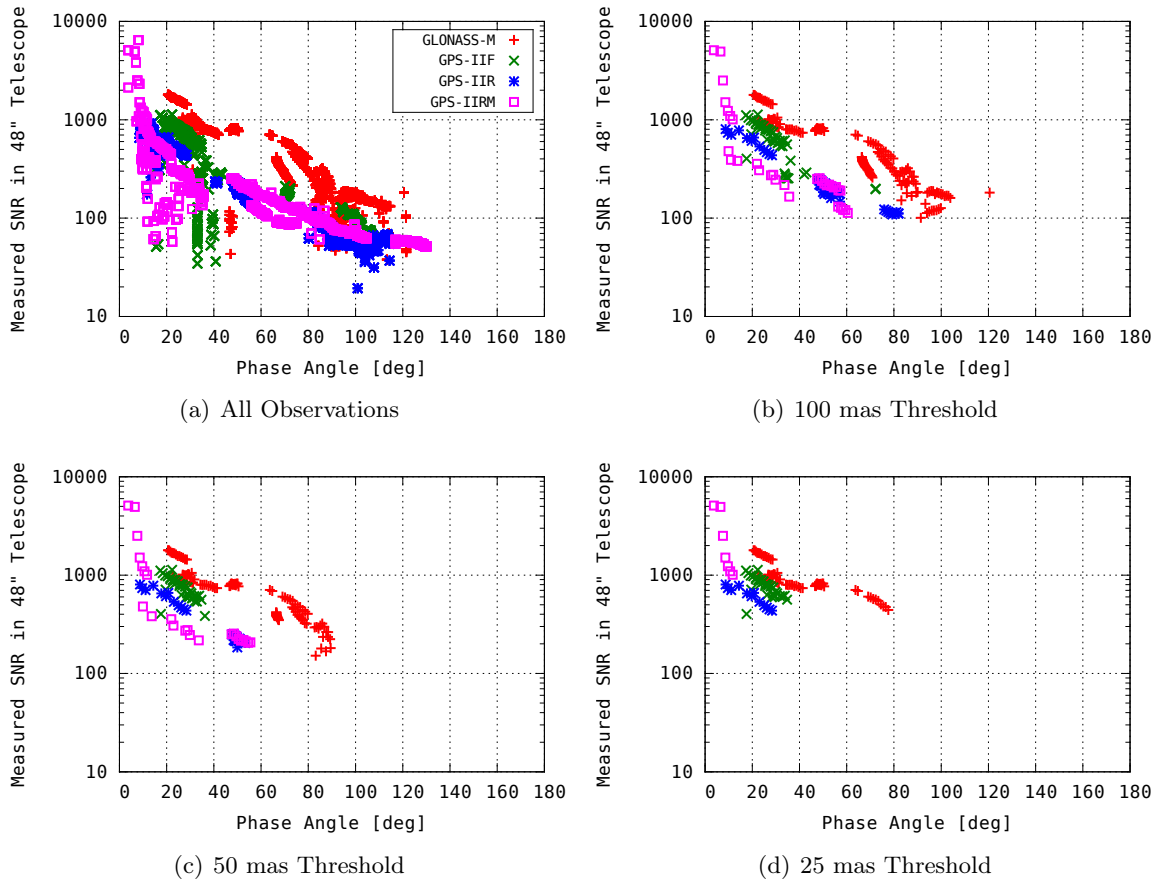 Measured SNR in 48" Telescope
10000
1000
100
10
GLONASS-M
GPS-IIF
GPS-IIR
GPS-IIRM
0 20 40 60 80 100 120 140 160 180
Phase Angle [deg]
(a) All Observations
Measured SNR in 48" Telescope
10000
1000
100
10
0 20 40 60 80 100 120 140 160 180
Phase Angle [deg]
(b) 100 mas Threshold
Measured SNR in 48" Telescope
10000
1000
100
10
0 20 40 60 80 100 120 140 160 180
Phase Angle [deg]
(c) 50 mas Threshold
Measured SNR in 48" Telescope
10000
1000
100
10
0 20 40 60 80 100 120 140 160 180
Phase Angle [deg]
(d) 25 mas Threshold